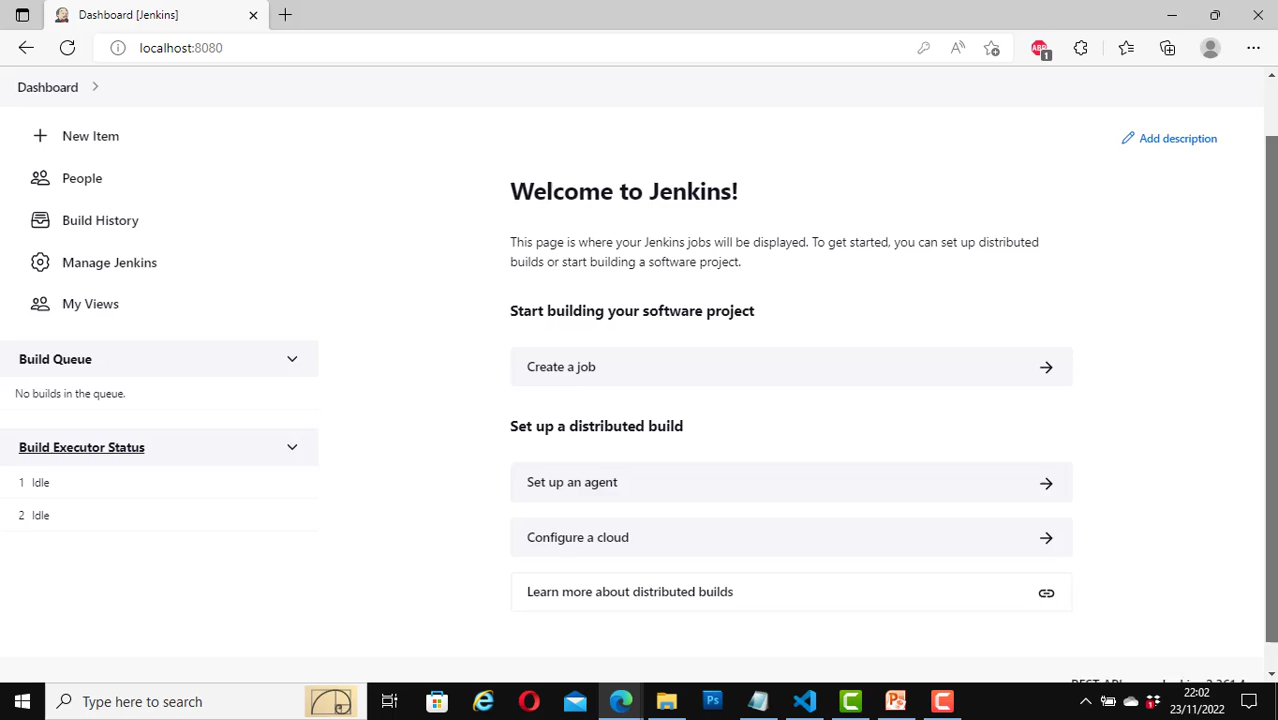 Dashboard [Jenkins]
localhost:8080
ABP
1
Dashboard
New Item
People
Build History
Manage Jenkins
My Views
Add description
Welcome to Jenkins!
This page is where your Jenkins jobs will be displayed. To get started, you can set up distributed
builds or start building a software project.
Start building your software project
Create a job
Set up a distributed build
Set up an agent
Configure a cloud
Learn more about distributed builds
Build Queue
No builds in the queue.
Build Executor Status
1 Idle
2 Idle
Type here to search
22:02
23/11/2022